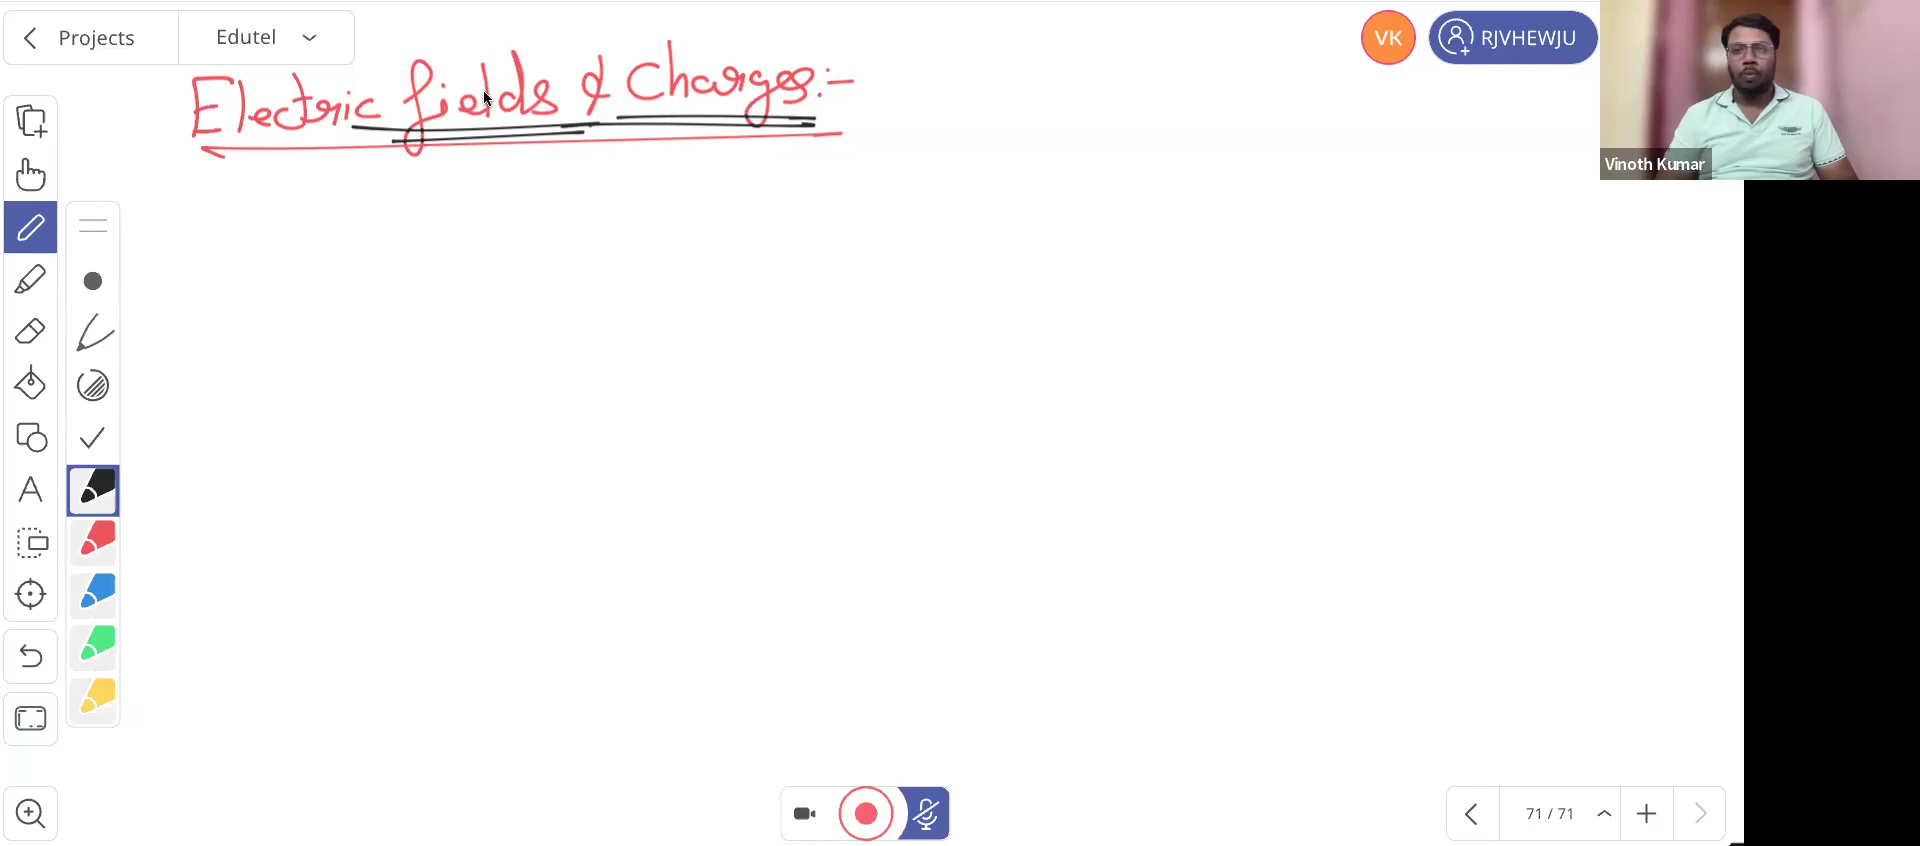 Projects
Edutel
VK
RJVHEWJU
Electric fields & Charges:-
Vinoth Kumar
A
71 / 71